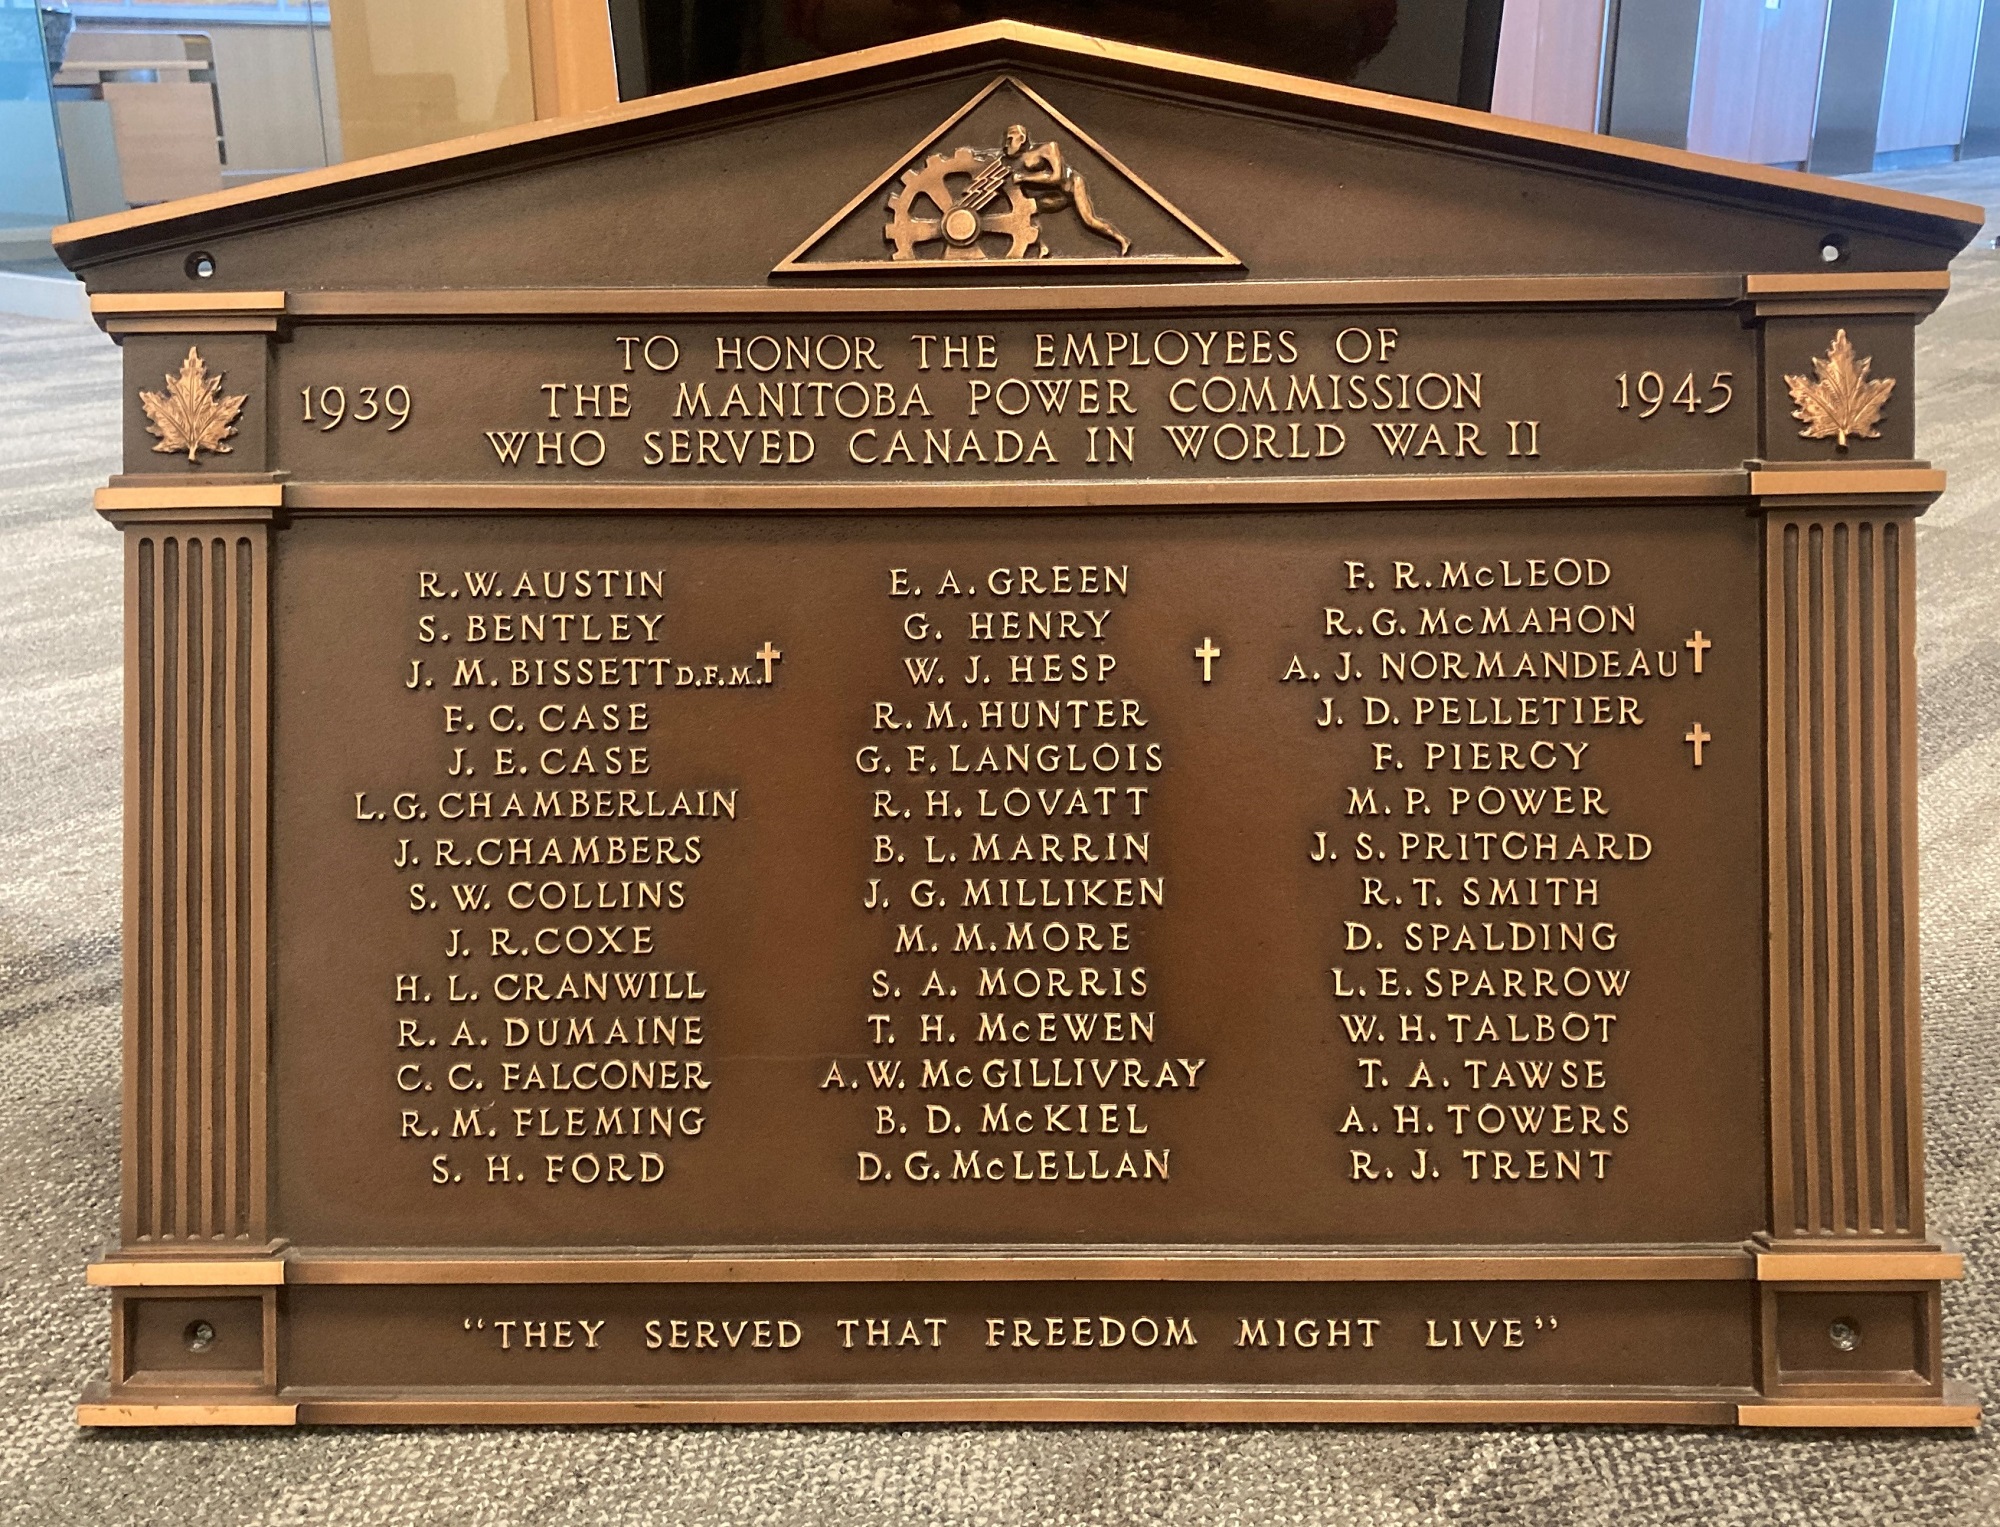 TO HONOR THE EMPLOYEES OF
1939 THE MANITOBA POWER COMMISSION 1945
WHO SERVED CANADA IN WORLD WAR II
R. W. AUSTIN
S. BENTLEY
J. M. BISSETT D.F.M. †
F. C. CASE
J. E. CASE
L. G. CHAMBERLAIN
J. R. CHAMBERS
S. W. COLLINS
J. R. COXE
H. L. CRANWILL
R. A. DUMAINE
C. C. FALCONER
R. M. FLEMING
S. H. FORD
E. A. GREEN
G. HENRY
W. J. HESP †
R. M. HUNTER
G. F. LANGLOIS
R. H. LOVATT
B. L. MARRIN
J. G. MILLIKEN
M. M. MORE
S. A. MORRIS
T. H. McEWEN
A. W. McGILLIVRAY
B. D. McKIEL
D. G. McLELLAN
F. R. McLEOD
R. G. McMAHON
A. J. NORMANDEAU †
J. D. PELLETIER
F. PIERCY †
M. P. POWER
J. S. PRITCHARD
R. T. SMITH
D. SPALDING
L. E. SPARROW
W. H. TALBOT
T. A. TAWSE
A. H. TOWERS
R. J. TRENT
"THEY SERVED THAT FREEDOM MIGHT LIVE"